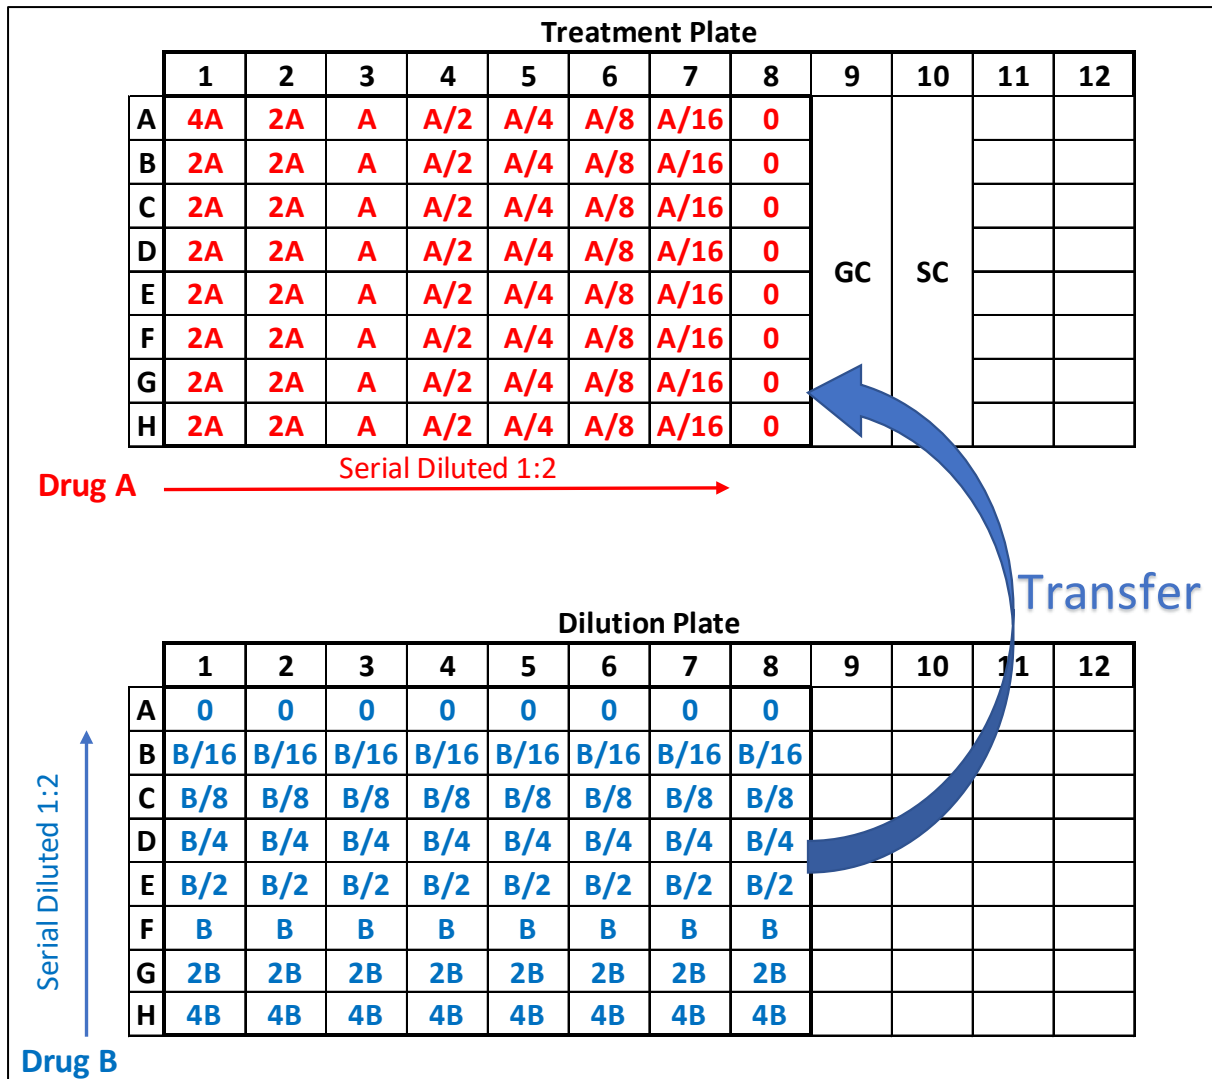 Treatment Plate
1 2 3 4 5 6 7 8 9 10 11 12
A 4A 2A A A/2 A/4 A/8 A/16 0
B 2A 2A A A/2 A/4 A/8 A/16 0
C 2A 2A A A/2 A/4 A/8 A/16 0
D 2A 2A A A/2 A/4 A/8 A/16 0
GC SC
E 2A 2A A A/2 A/4 A/8 A/16 0
F 2A 2A A A/2 A/4 A/8 A/16 0
G 2A 2A A A/2 A/4 A/8 A/16 0
H 2A 2A A A/2 A/4 A/8 A/16 0
Serial Diluted 1:2
Drug A
Transfer
Dilution Plate
1 2 3 4 5 6 7 8 9 10 11 12
A 0 0 0 0 0 0 0 0
B B/16 B/16 B/16 B/16 B/16 B/16 B/16 B/16
C B/8 B/8 B/8 B/8 B/8 B/8 B/8 B/8
D B/4 B/4 B/4 B/4 B/4 B/4 B/4 B/4
E B/2 B/2 B/2 B/2 B/2 B/2 B/2 B/2
F B B B B B B B B
G 2B 2B 2B 2B 2B 2B 2B 2B
H 4B 4B 4B 4B 4B 4B 4B 4B
Serial Diluted 1:2
Drug B